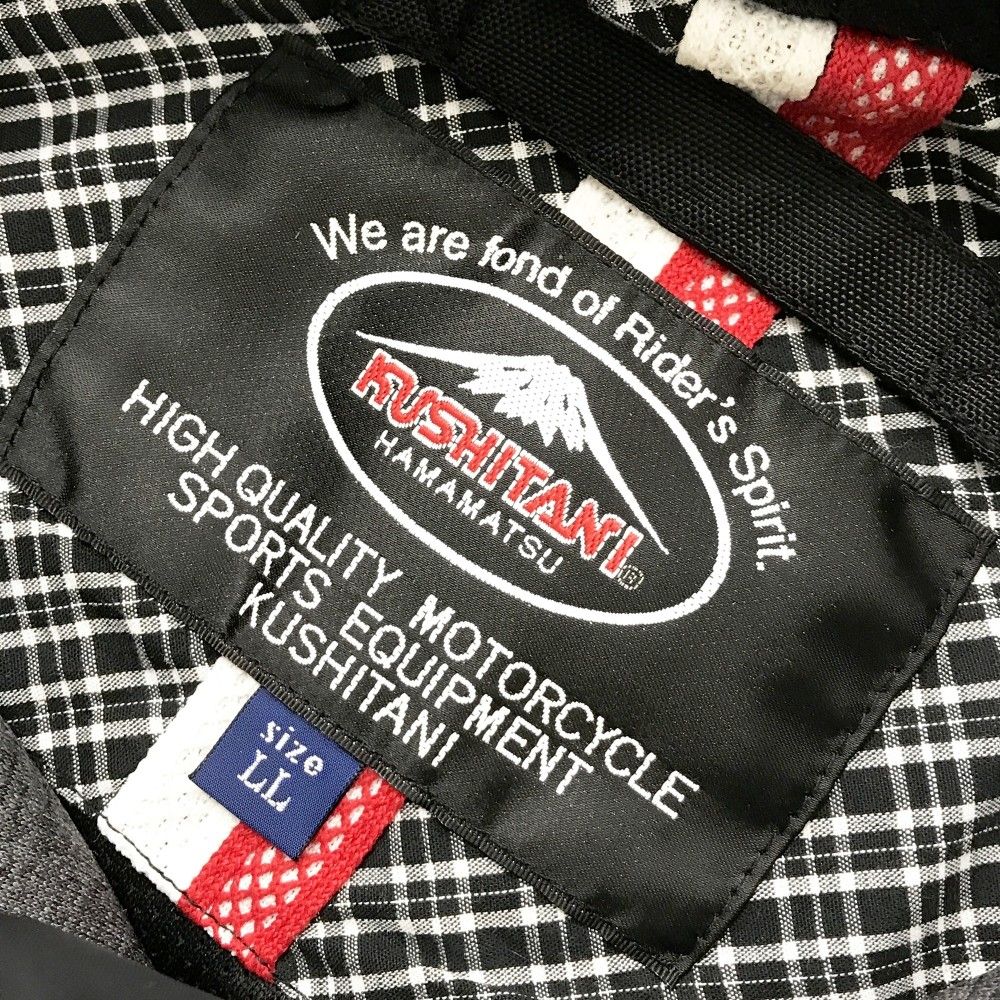 We are fond of Rider's Spirit.
KUSHITANI®
HAMAMATSU
HIGH QUALITY MOTORCYCLE
SPORTS EQUIPMENT
KUSHITANI
size
LL